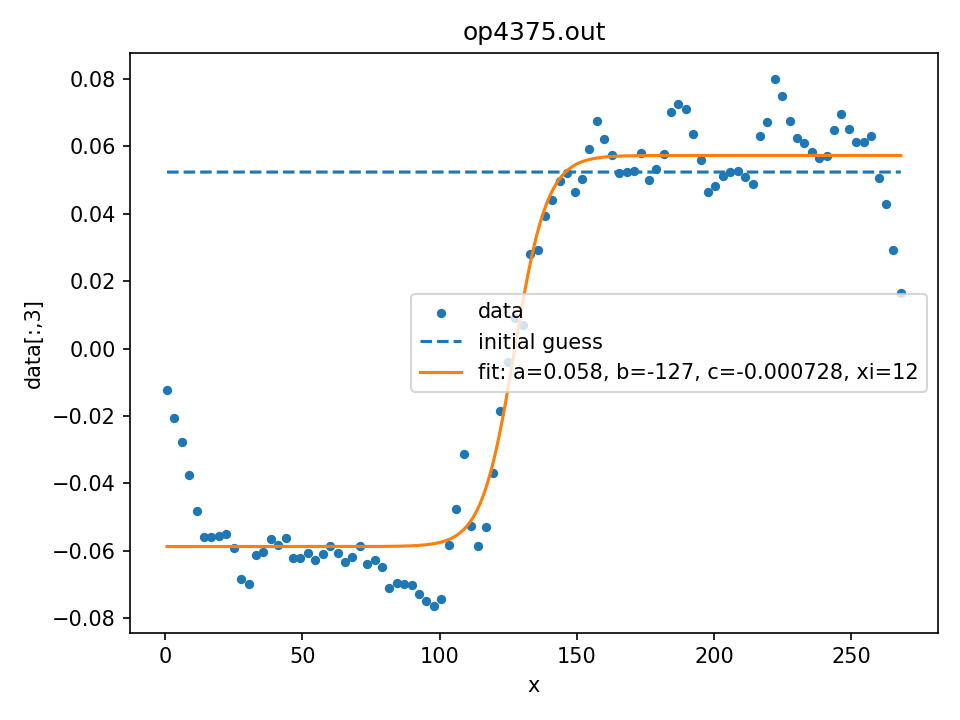 op4375.out
data[:,3]
0.08
0.06
0.04
0.02
0.00
−0.02
−0.04
−0.06
−0.08
data
initial guess
fit: a=0.058, b=-127, c=-0.000728, xi=12
0 50 100 150 200 250
x